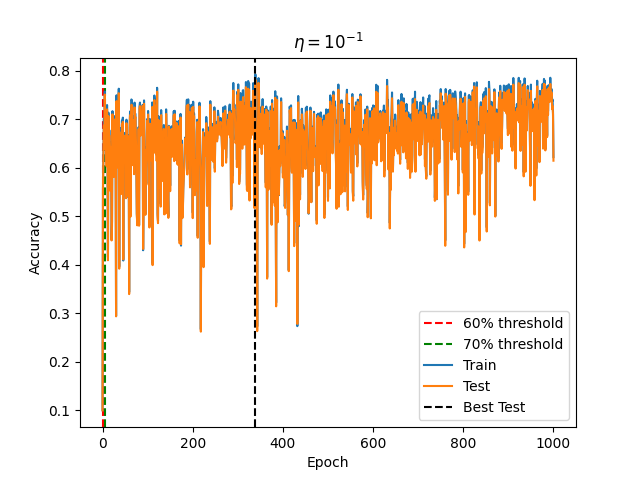 η = 10⁻¹
0.8
0.7
0.6
0.5
0.4
0.3
0.2
0.1
Accuracy
60% threshold
70% threshold
Train
Test
Best Test
0 200 400 600 800 1000
Epoch